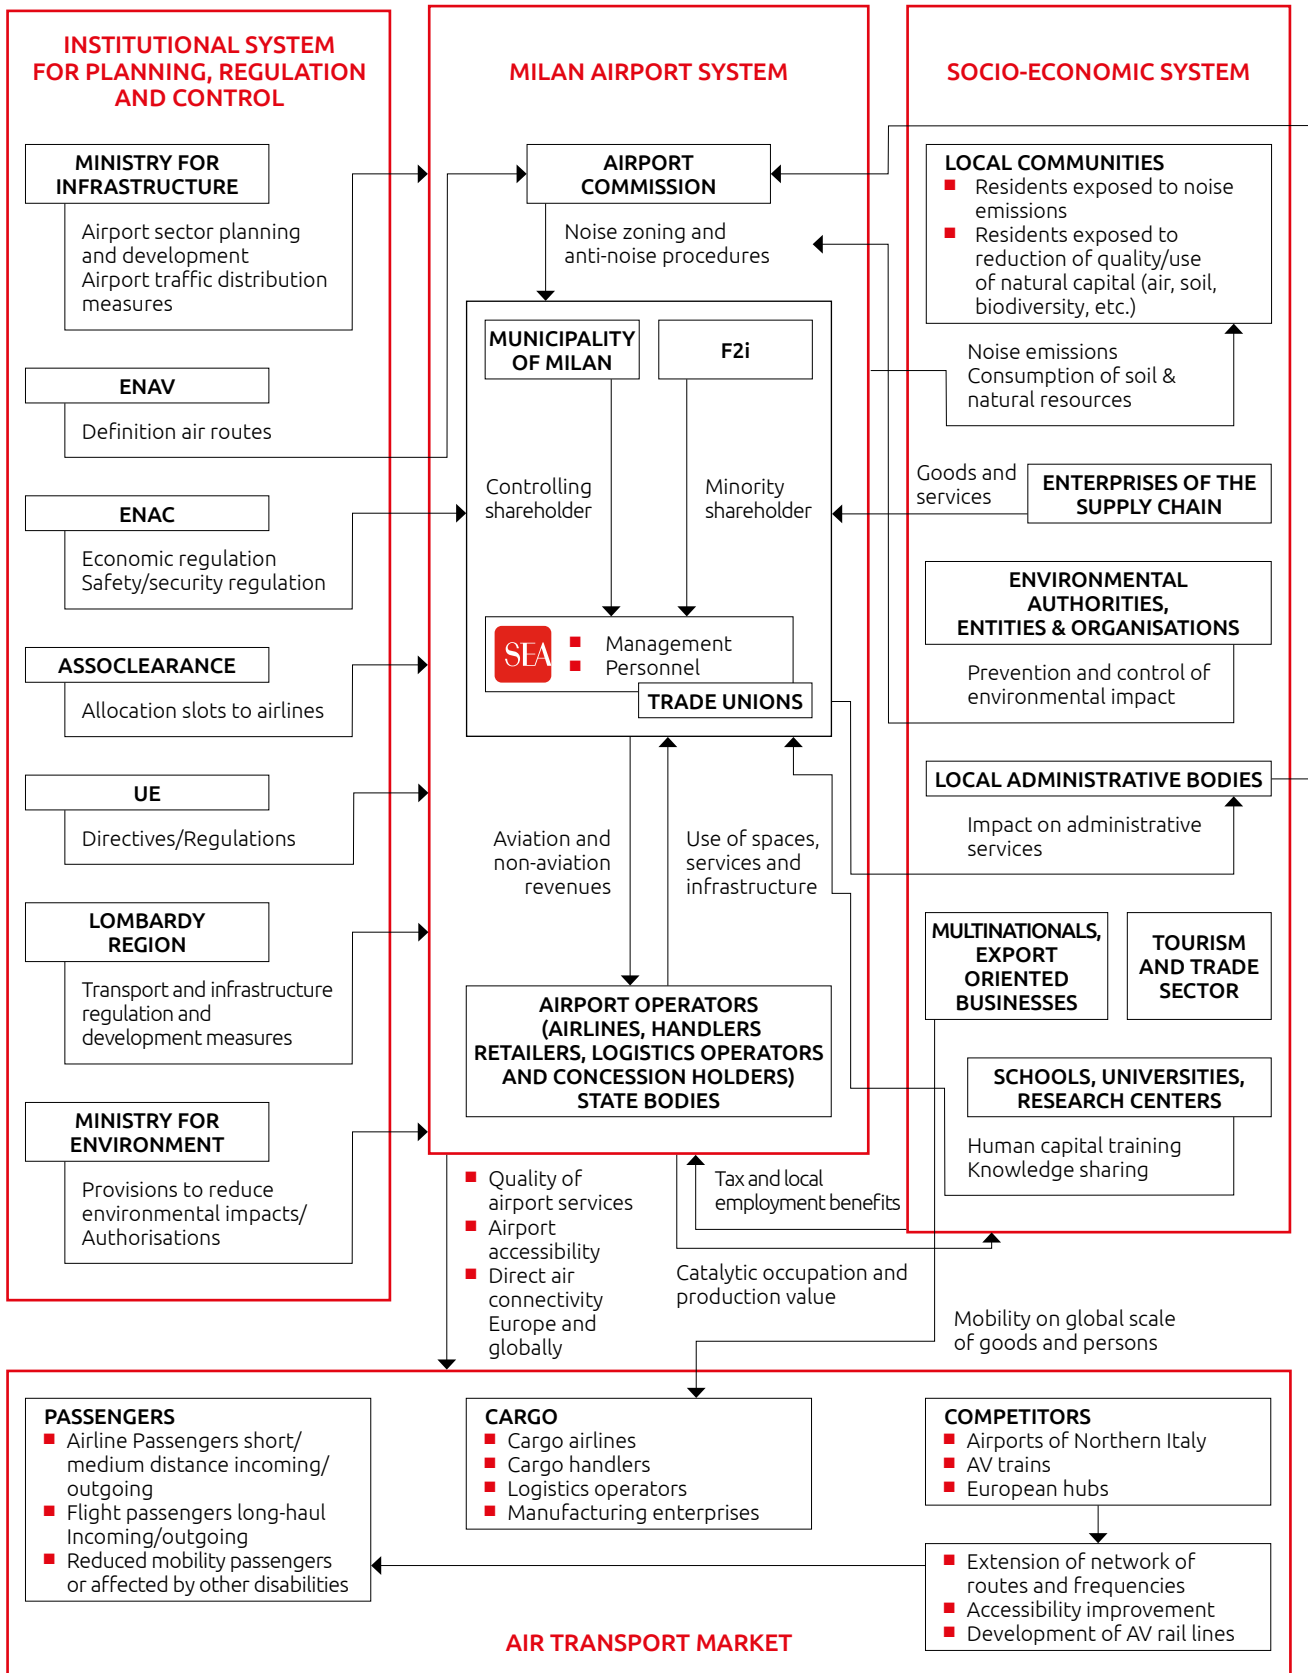 INSTITUTIONAL SYSTEM
FOR PLANNING, REGULATION
AND CONTROL
MINISTRY FOR
INFRASTRUCTURE
Airport sector planning
and development
Airport traffic distribution
measures
ENAV
Definition air routes
ENAC
Economic regulation
Safety/security regulation
ASSOCLEARANCE
Allocation slots to airlines
UE
Directives/Regulations
LOMBARDY
REGION
Transport and infrastructure
regulation and
development measures
MINISTRY FOR
ENVIRONMENT
Provisions to reduce
environmental impacts/
Authorisations
MILAN AIRPORT SYSTEM
AIRPORT
COMMISSION
Noise zoning and
anti-noise procedures
MUNICIPALITY
OF MILAN
F2i
Controlling
shareholder
Minority
shareholder
SEA
Management
Personnel
TRADE UNIONS
Aviation and
non-aviation
revenues
Use of spaces,
services and
infrastructure
AIRPORT OPERATORS
(AIRLINES, HANDLERS
RETAILERS, LOGISTICS OPERATORS
AND CONCESSION HOLDERS)
STATE BODIES
SOCIO-ECONOMIC SYSTEM
LOCAL COMMUNITIES
Residents exposed to noise
emissions
Residents exposed to
reduction of quality/use
of natural capital (air, soil,
biodiversity, etc.)
Noise emissions
Consumption of soil &
natural resources
Goods and
services
ENTERPRISES OF THE
SUPPLY CHAIN
ENVIRONMENTAL
AUTHORITIES,
ENTITIES & ORGANISATIONS
Prevention and control of
environmental impact
LOCAL ADMINISTRATIVE BODIES
Impact on administrative
services
MULTINATIONALS,
EXPORT
ORIENTED
BUSINESSES
TOURISM
AND TRADE
SECTOR
SCHOOLS, UNIVERSITIES,
RESEARCH CENTERS
Human capital training
Knowledge sharing
Quality of
airport services
Airport
accessibility
Direct air
connectivity
Europe and
globally
Tax and local
employment benefits
Catalytic occupation and
production value
Mobility on global scale
of goods and persons
PASSENGERS
Airline Passengers short/
medium distance incoming/
outgoing
Flight passengers long-haul
Incoming/outgoing
Reduced mobility passengers
or affected by other disabilities
CARGO
Cargo airlines
Cargo handlers
Logistics operators
Manufacturing enterprises
COMPETITORS
Airports of Northern Italy
AV trains
European hubs
Extension of network of
routes and frequencies
Accessibility improvement
Development of AV rail lines
AIR TRANSPORT MARKET